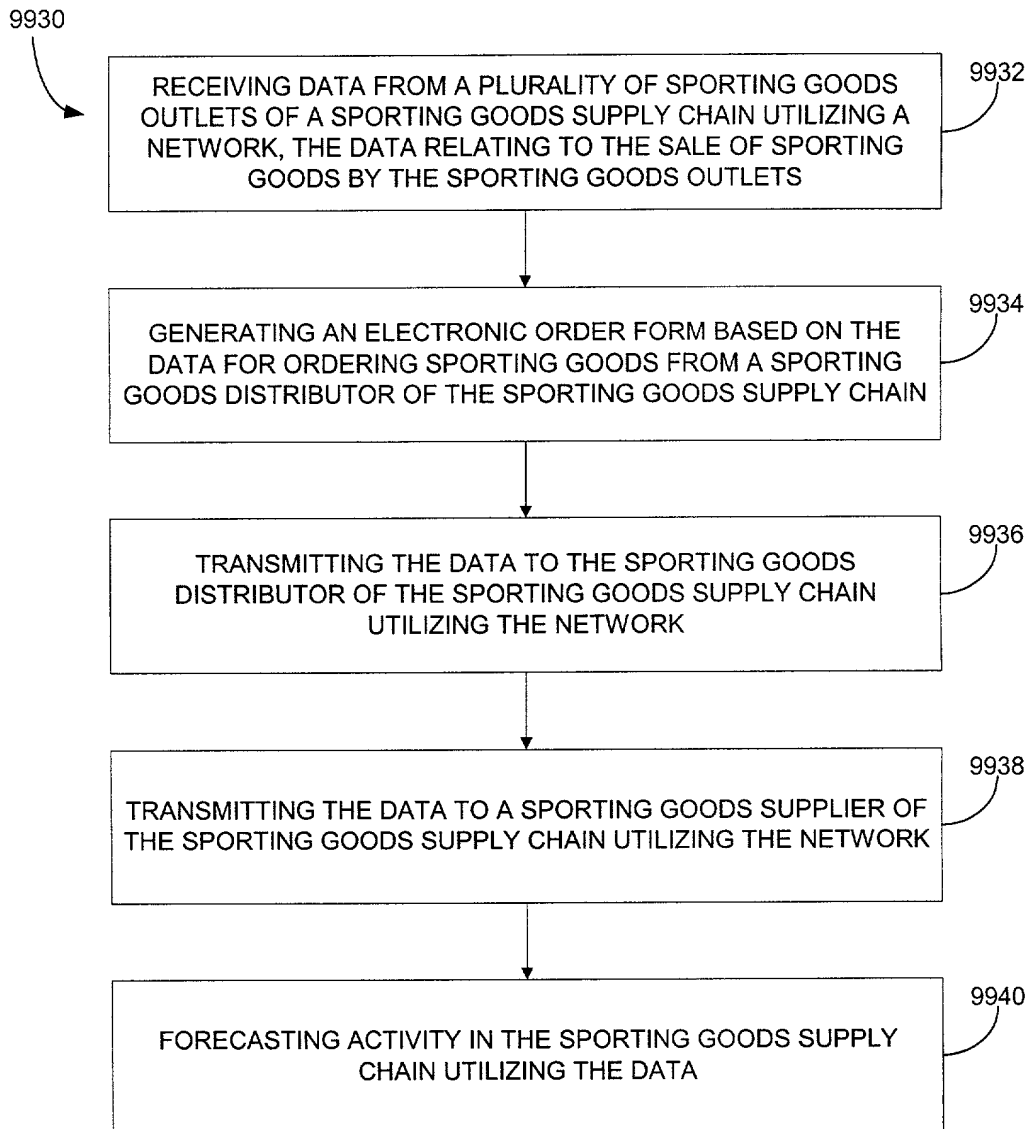 9930
9932
RECEIVING DATA FROM A PLURALITY OF SPORTING GOODS
OUTLETS OF A SPORTING GOODS SUPPLY CHAIN UTILIZING A
NETWORK, THE DATA RELATING TO THE SALE OF SPORTING
GOODS BY THE SPORTING GOODS OUTLETS
9934
GENERATING AN ELECTRONIC ORDER FORM BASED ON THE
DATA FOR ORDERING SPORTING GOODS FROM A SPORTING
GOODS DISTRIBUTOR OF THE SPORTING GOODS SUPPLY CHAIN
9936
TRANSMITTING THE DATA TO THE SPORTING GOODS
DISTRIBUTOR OF THE SPORTING GOODS SUPPLY CHAIN
UTILIZING THE NETWORK
9938
TRANSMITTING THE DATA TO A SPORTING GOODS SUPPLIER OF
THE SPORTING GOODS SUPPLY CHAIN UTILIZING THE NETWORK
9940
FORECASTING ACTIVITY IN THE SPORTING GOODS SUPPLY
CHAIN UTILIZING THE DATA